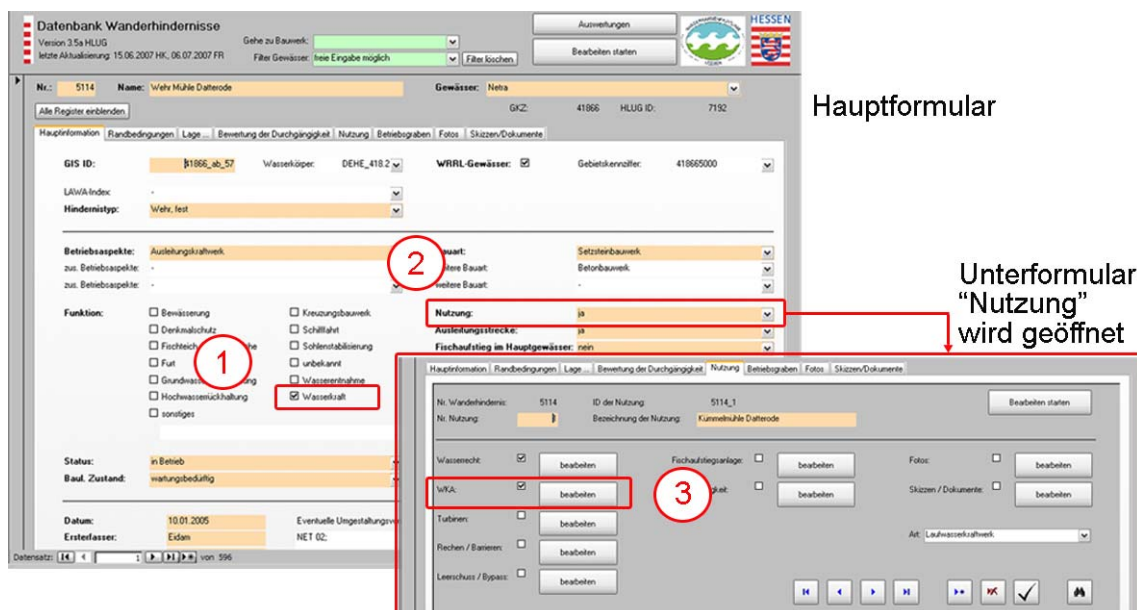 Datenbank Wanderhindernisse
Version 3.5a HLUG
letzte Aktualisierung: 15.06.2007 HK, 06.07.2007 FR
Gehe zu Bauwerk:
Filter Gewässer: freie Eingabe möglich
Filter löschen
Auswertungen
Bearbeiten starten
HESSEN
Hauptformular
Nr.: 5114 Name: Wehr Mühle Datterode Gewässer: Netra
Alle Register einblenden GKZ: 41866 HLUG ID: 7192
Hauptinformation Randbedingungen Lage ... Bewertung der Durchgängigkeit Nutzung Betriebsgraben Fotos Skizzen/Dokumente
GIS ID: 41866_ab_57 Wasserkörper: DEHE_418.2 WRRL-Gewässer: Gebietskennziffer: 418665000
LAWA-Index: -
Hindernistyp: Wehr, fest
Betriebsaspekte: Ausleitungskraftwerk Bauart: Setzsteinbauwerk
zus. Betriebsaspekte: - weitere Bauart: Betonbauwerk
zus. Betriebsaspekte: - weitere Bauart: -
2
Funktion: Bewässerung Kreuzungsbauwerk Nutzung: ja
Denkmalschutz Schifffahrt Ausleitungsstrecke: ja
Sohlenstabilisierung Fischaufstieg im Hauptgewässer: nein
Furt unbekannt
1
Wasserentnahme
Hochwasserrückhaltung Wasserkraft
sonstiges
Status: in Betrieb
Baul. Zustand: wartungsbedürftig
Datum: 10.01.2005
Ersterfasser: Eidam NET 02;
Datensatz: 1 von 596
Unterformular
“Nutzung”
wird geöffnet
Hauptinformation Randbedingungen Lage ... Bewertung der Durchgängigkeit Nutzung Betriebsgraben Fotos Skizzen/Dokumente
Nr. Wanderhindernis: 5114 ID der Nutzung: 5114_1 Bearbeiten starten
Nr. Nutzung: Bezeichnung der Nutzung: Kümmelmühle Datterode
Wasserrecht: bearbeiten Fischaufstiegsanlage: bearbeiten Fotos: bearbeiten
WKA: bearbeiten 3 bearbeiten Skizzen / Dokumente: bearbeiten
Turbinen: bearbeiten
Rechen / Barrieren: bearbeiten Art: Laufwasserkraftwerk
Leerschuss / Bypass: bearbeiten